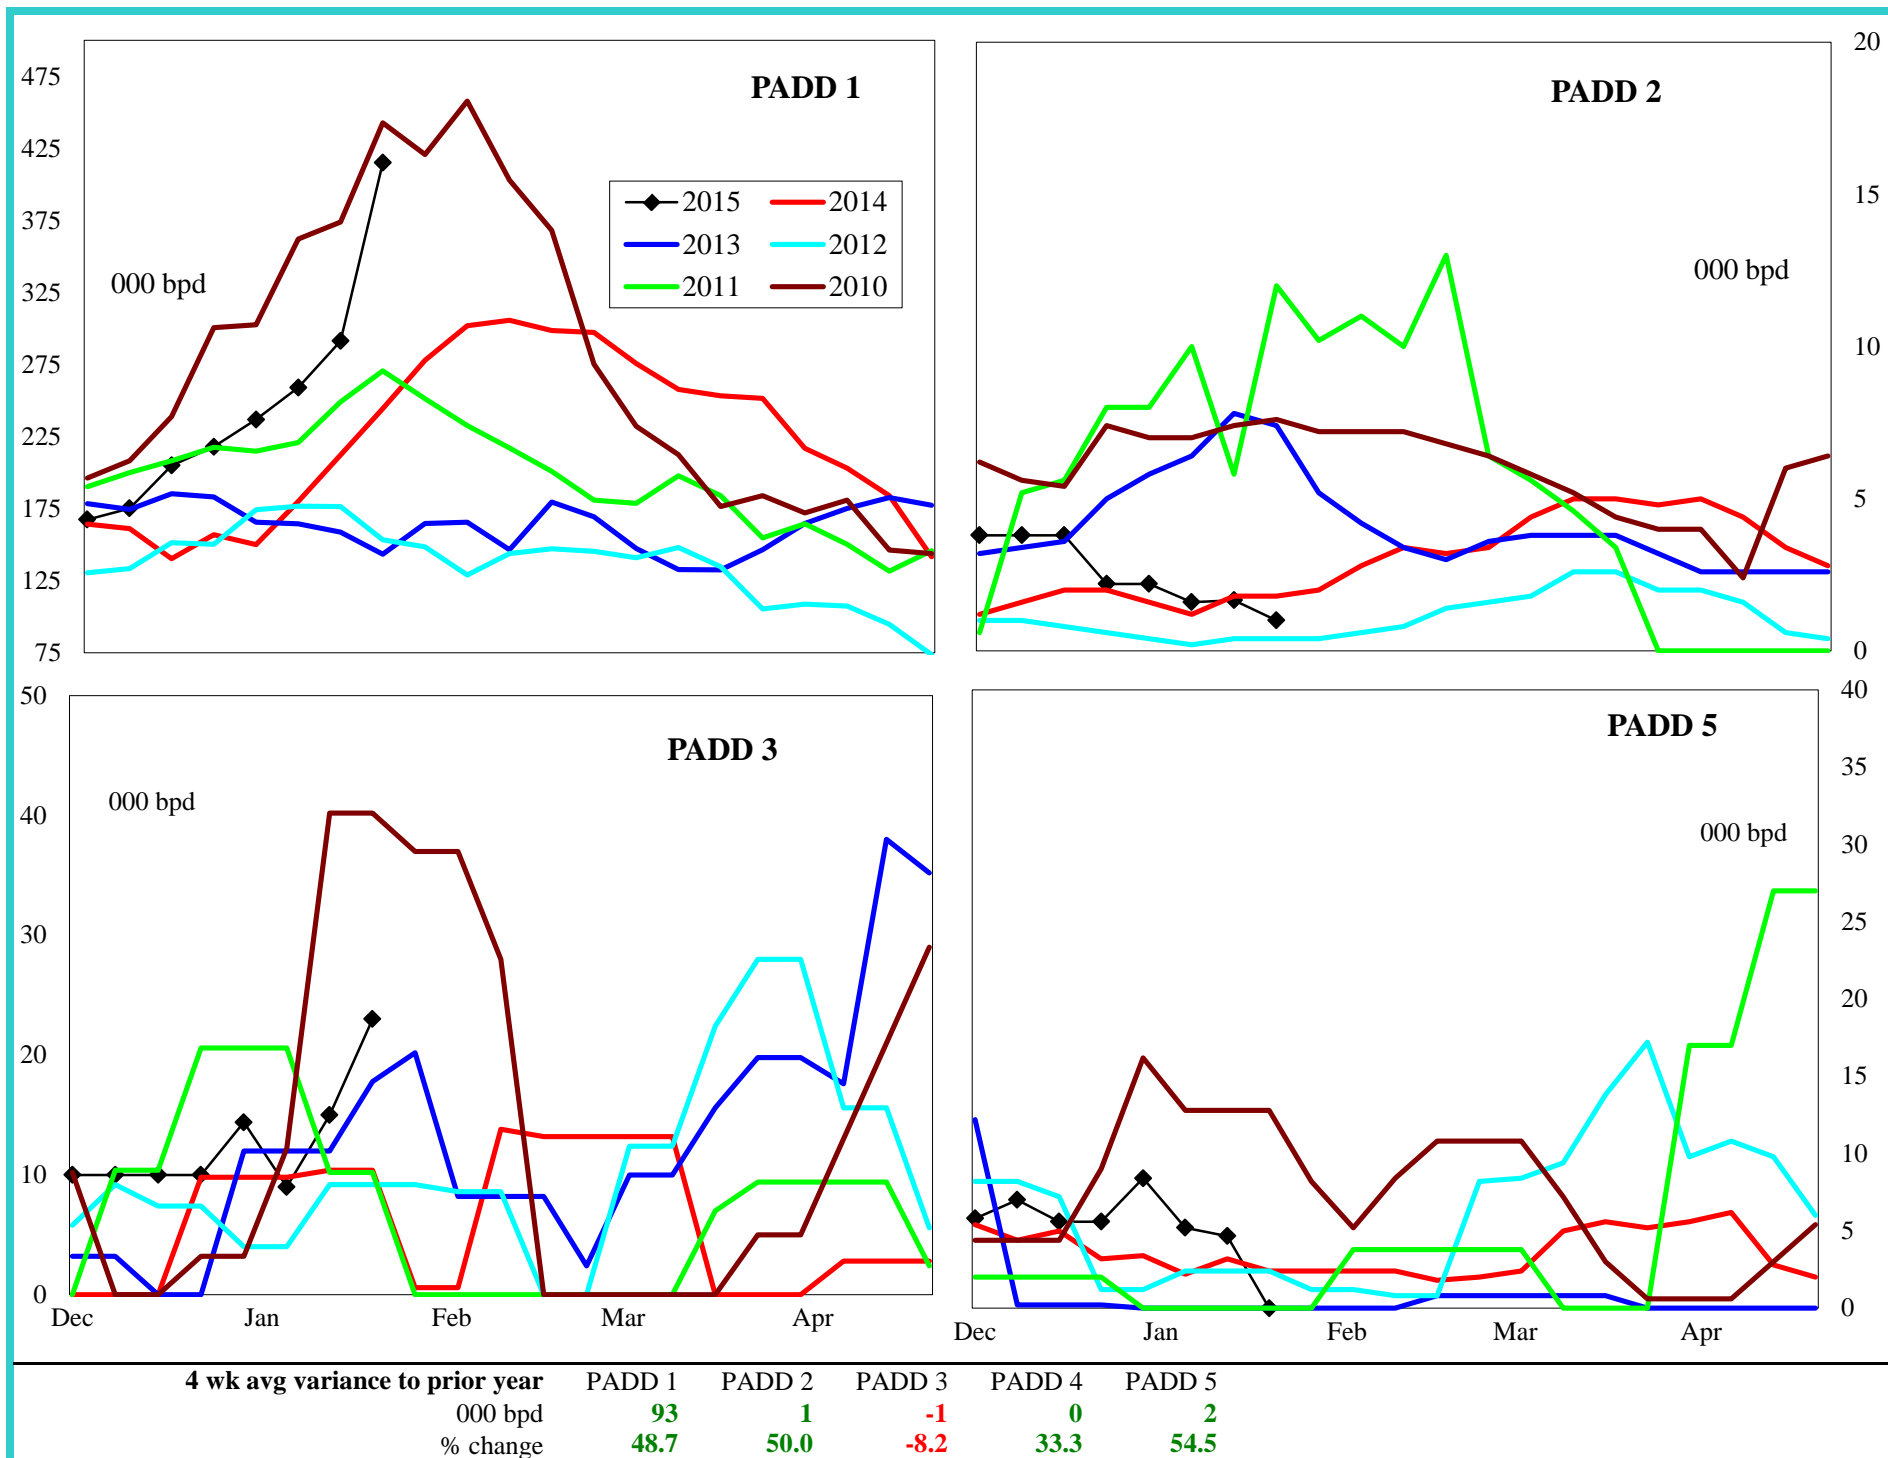 PADD 1
475
425
375
325
275
225
175
125
75
000 bpd
2015 2014
2013 2012
2011 2010
PADD 2
20
15
10
5
0
000 bpd
PADD 3
50
40
30
20
10
0
000 bpd
Dec Jan Feb Mar Apr
PADD 5
40
35
30
25
20
15
10
5
0
000 bpd
Dec Jan Feb Mar Apr
4 wk avg variance to prior year PADD 1 PADD 2 PADD 3 PADD 4 PADD 5
000 bpd 93 1 -1 0 2
% change 48.7 50.0 -8.2 33.3 54.5